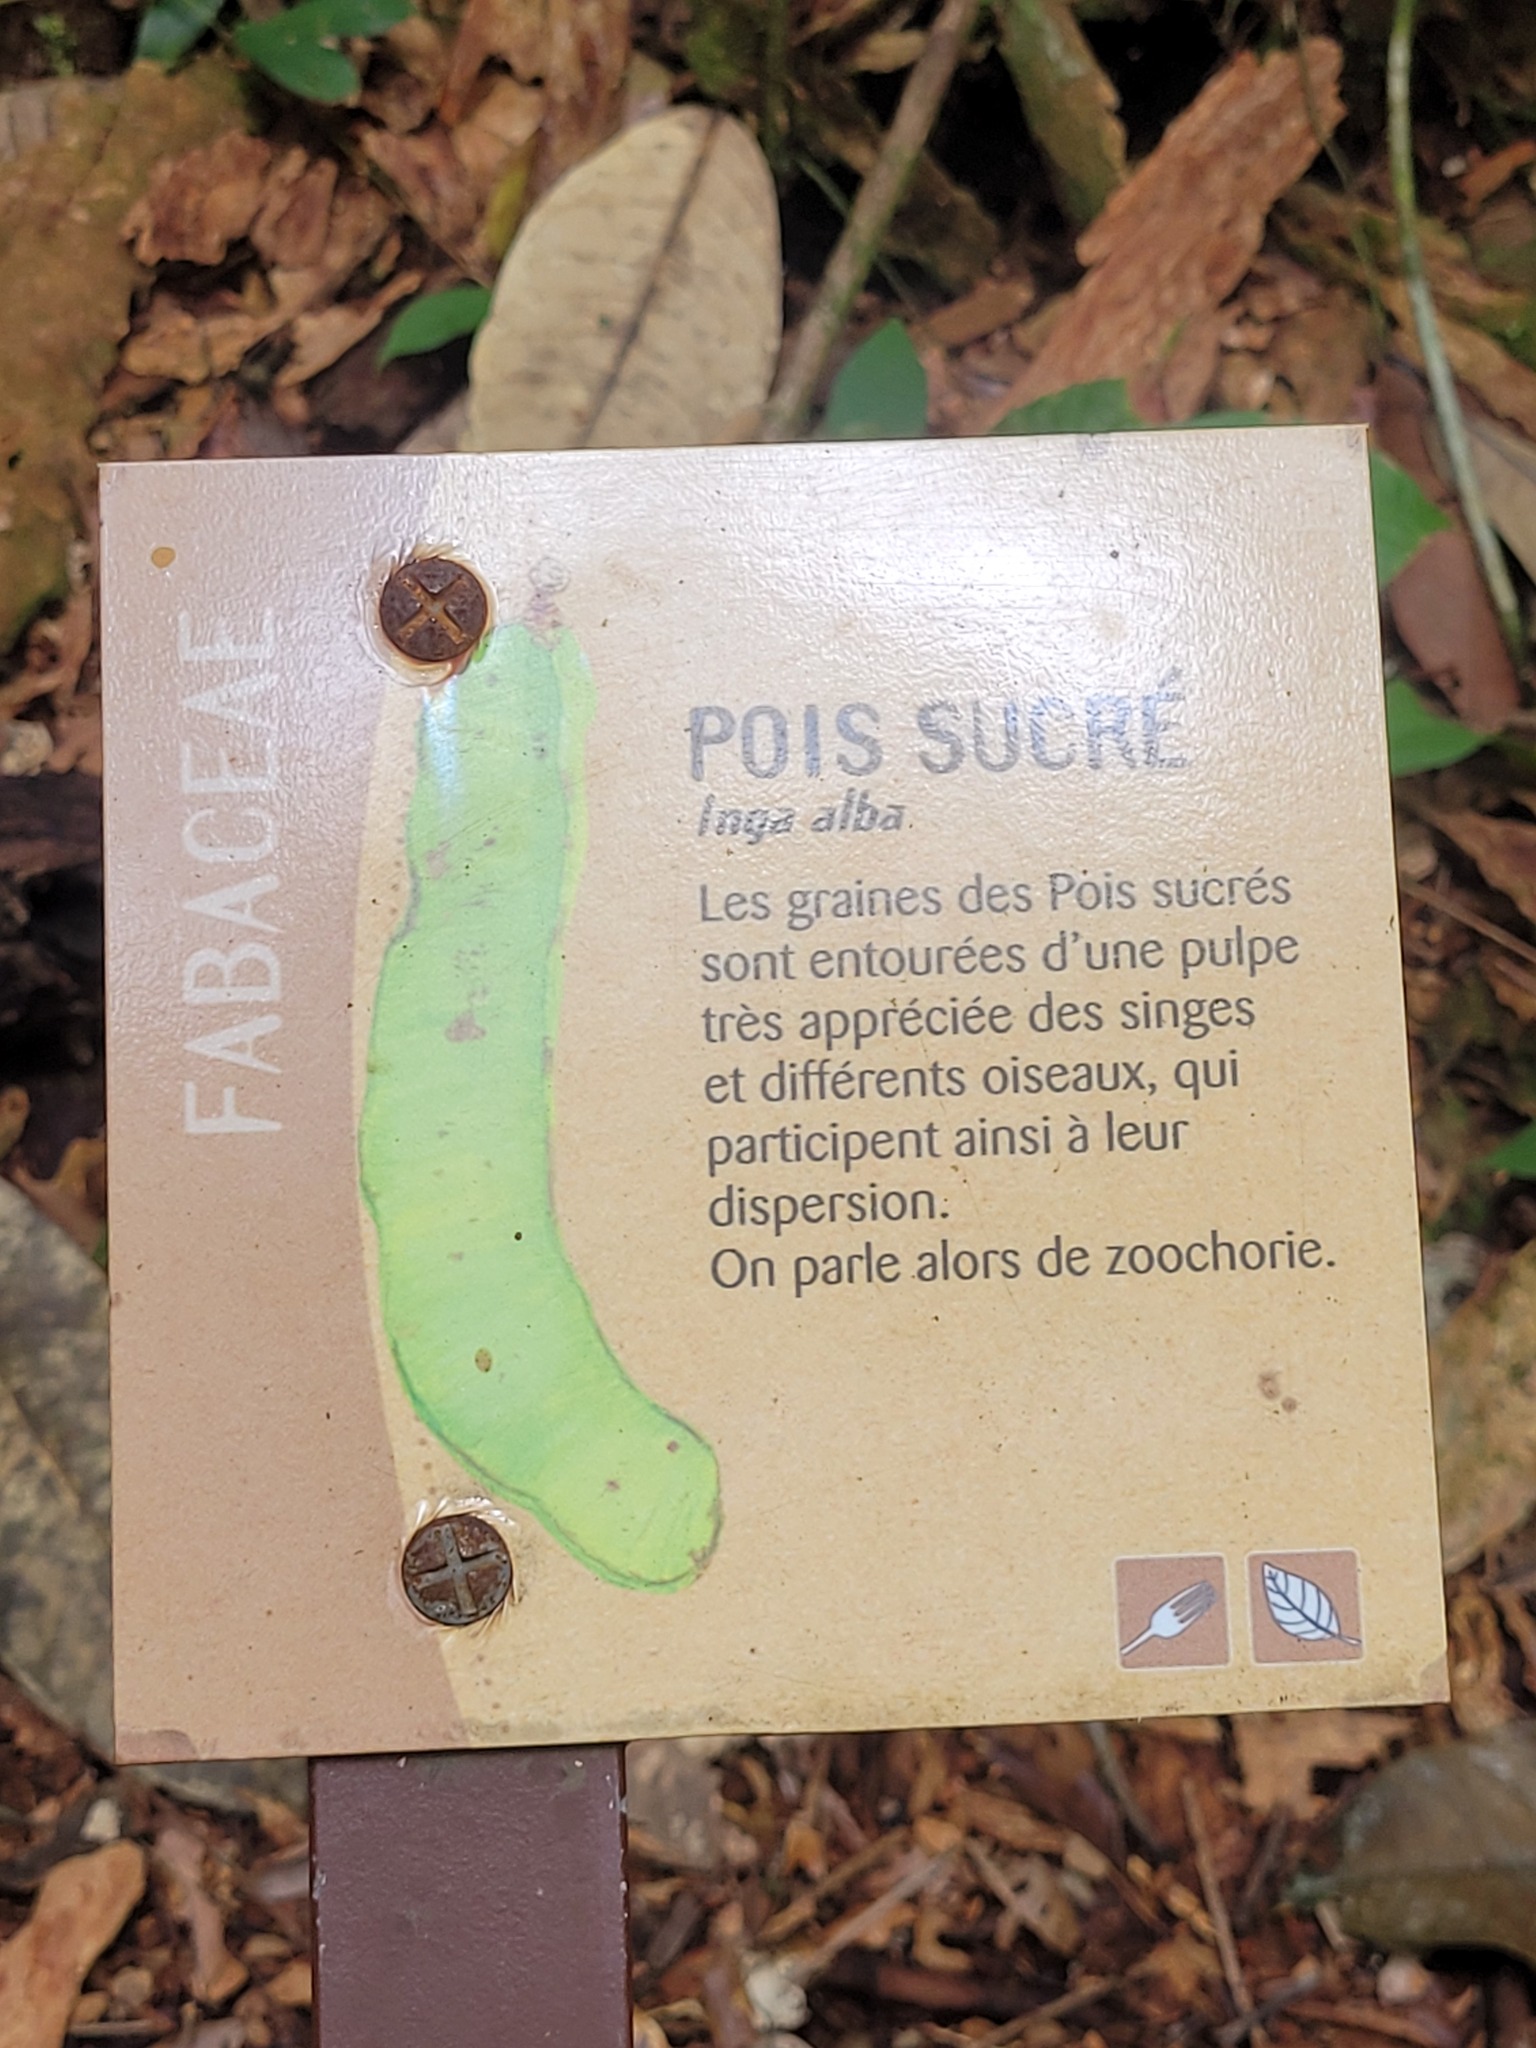 FABACEAE
POIS SUCRÉ
Inga alba
Les graines des Pois sucrés
sont entourées d'une pulpe
très appréciée des singes
et différents oiseaux, qui
participent ainsi à leur
dispersion.
On parle alors de zoochorie.